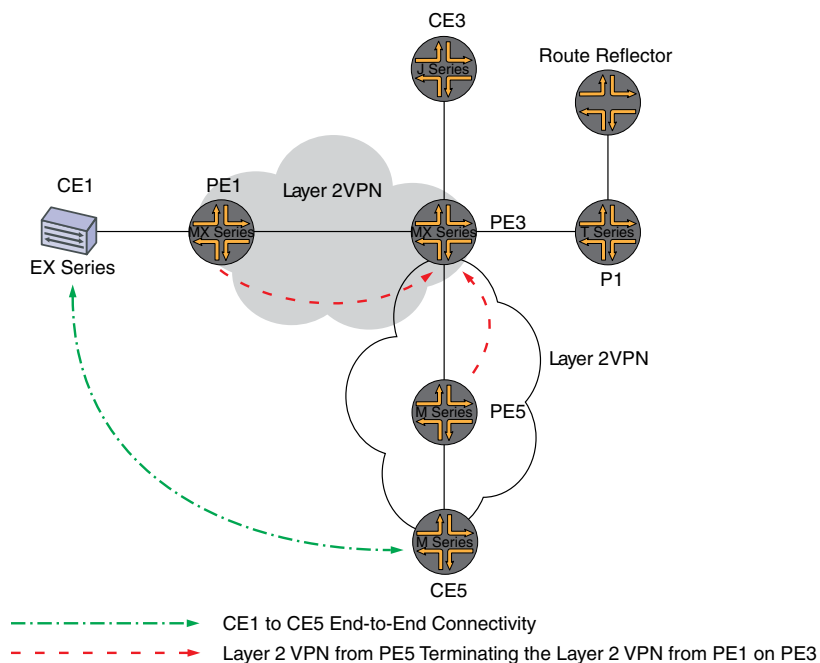 CE3
J Series
Route Reflector
CE1
PE1
Layer 2VPN
MX Series
MX Series
PE3
T Series
EX Series
P1
Layer 2VPN
M Series
PE5
M Series
CE5
CE1 to CE5 End-to-End Connectivity
Layer 2 VPN from PE5 Terminating the Layer 2 VPN from PE1 on PE3